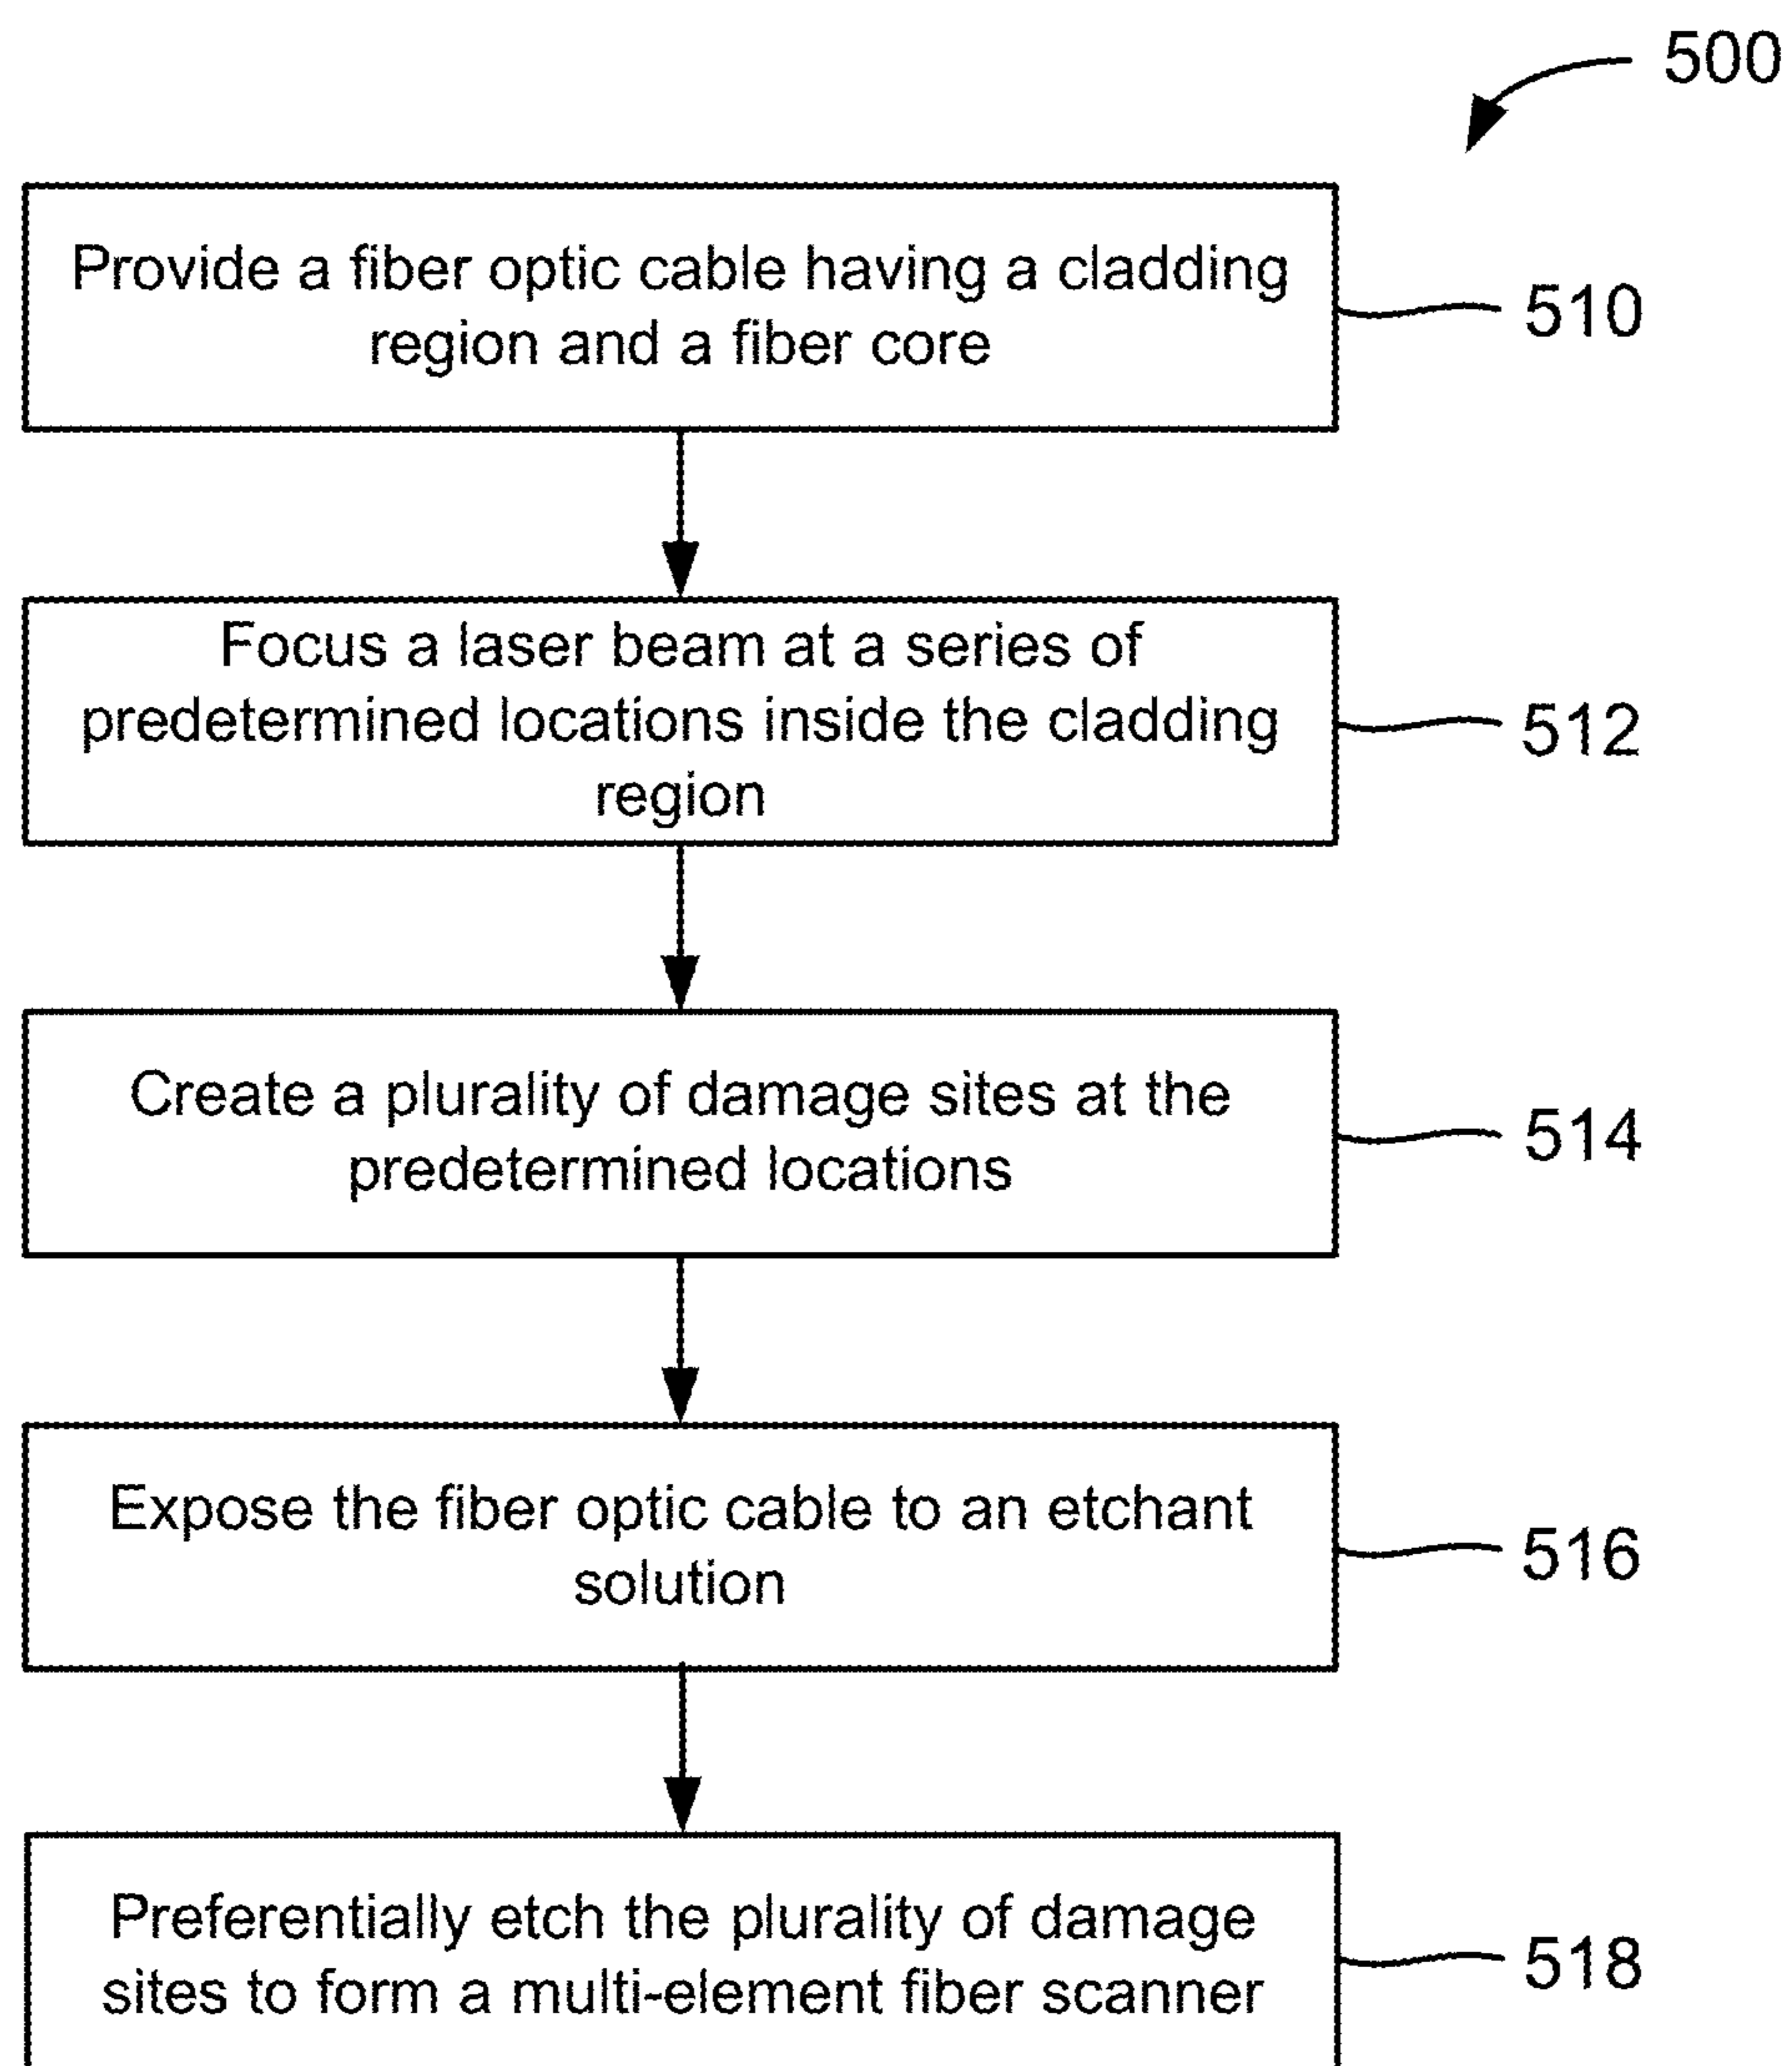 500
Provide a fiber optic cable having a cladding
region and a fiber core
510
Focus a laser beam at a series of
predetermined locations inside the cladding
region
512
Create a plurality of damage sites at the
predetermined locations
514
Expose the fiber optic cable to an etchant
solution
516
Preferentially etch the plurality of damage
sites to form a multi-element fiber scanner
518